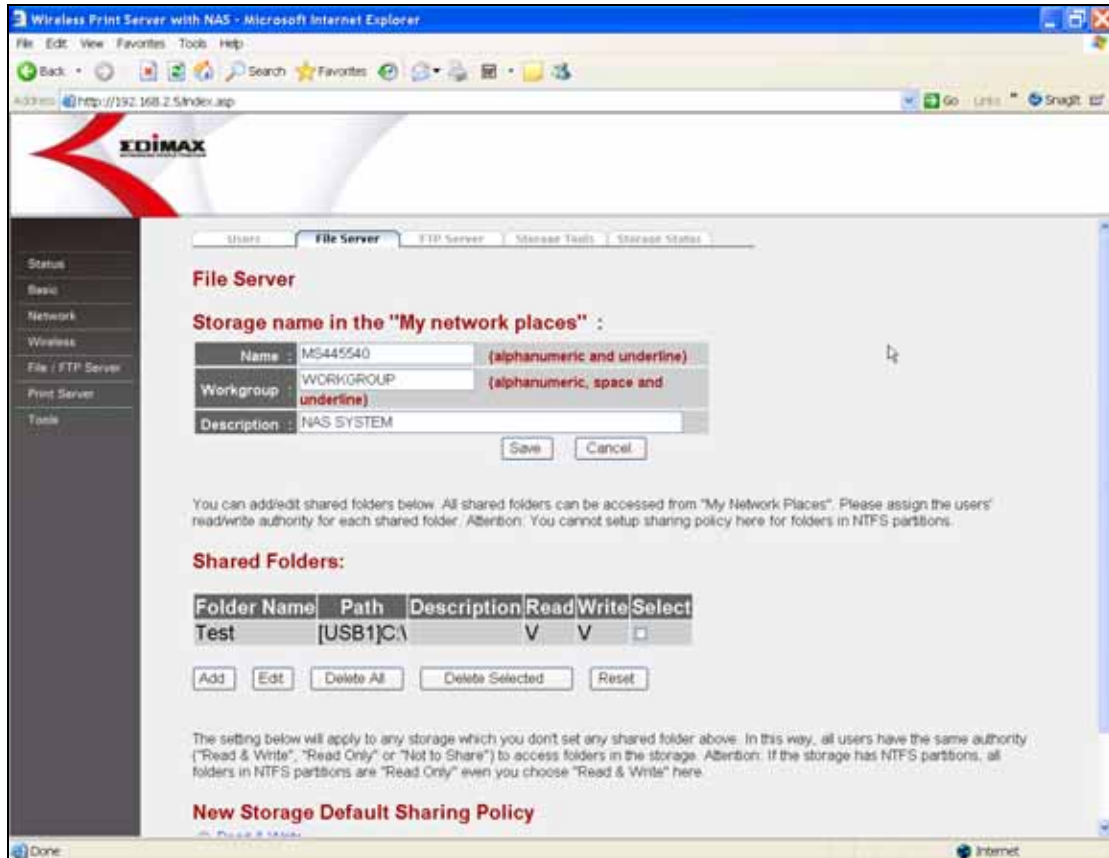 Wireless Print Server with NAS - Microsoft Internet Explorer
File Edit View Favorites Tools Help
Back Search Favorites
Address http://192.168.2.5/index.asp Go Links » SnagIt
EDIMAX
Users File Server FTP Server Storage Tools Storage Status
Status
Basic
Network
Wireless
File / FTP Server
Print Server
Tools
File Server
Storage name in the "My network places" :
Name : MS445540 (alphanumeric and underline)
Workgroup : WORKGROUP (alphanumeric, space and
underline)
Description : NAS SYSTEM
Save Cancel
You can add/edit shared folders below. All shared folders can be accessed from "My Network Places". Please assign the users'
read/write authority for each shared folder. Attention: You cannot setup sharing policy here for folders in NTFS partitions.
Shared Folders:
Folder Name Path Description Read Write Select
Test [USB1]C:\ V V
Add Edit Delete All Delete Selected Reset
The setting below will apply to any storage which you don't set any shared folder above. In this way, all users have the same authority
("Read & Write", "Read Only" or "Not to Share") to access folders in the storage. Attention: If the storage has NTFS partitions, all
folders in NTFS partitions are "Read Only" even you choose "Read & Write" here.
New Storage Default Sharing Policy
Read & Write
Done Internet